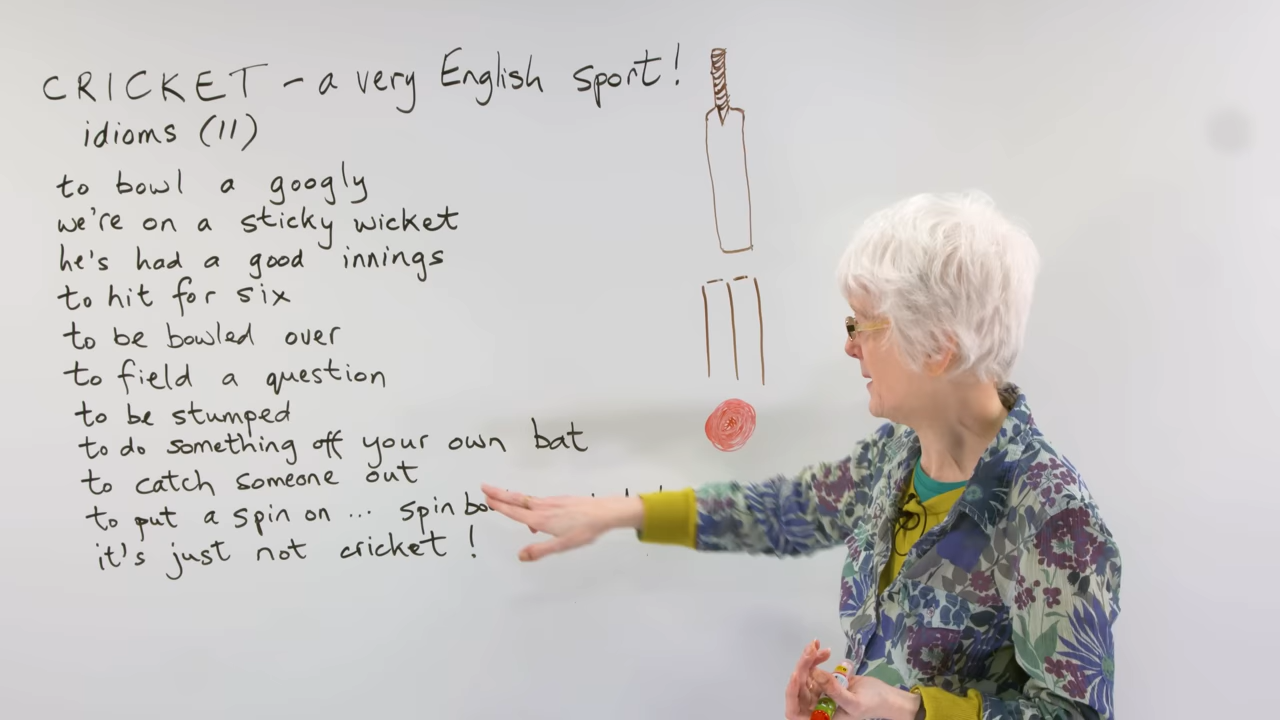 CRICKET - a very English sport!
idioms (11)
to bowl a googly
we're on a sticky wicket
he's had a good innings
to hit for six
to be bowled over
to field a question
to be stumped
to do something off your own bat
to catch someone out
to put a spin on ... spin
it's just not cricket!